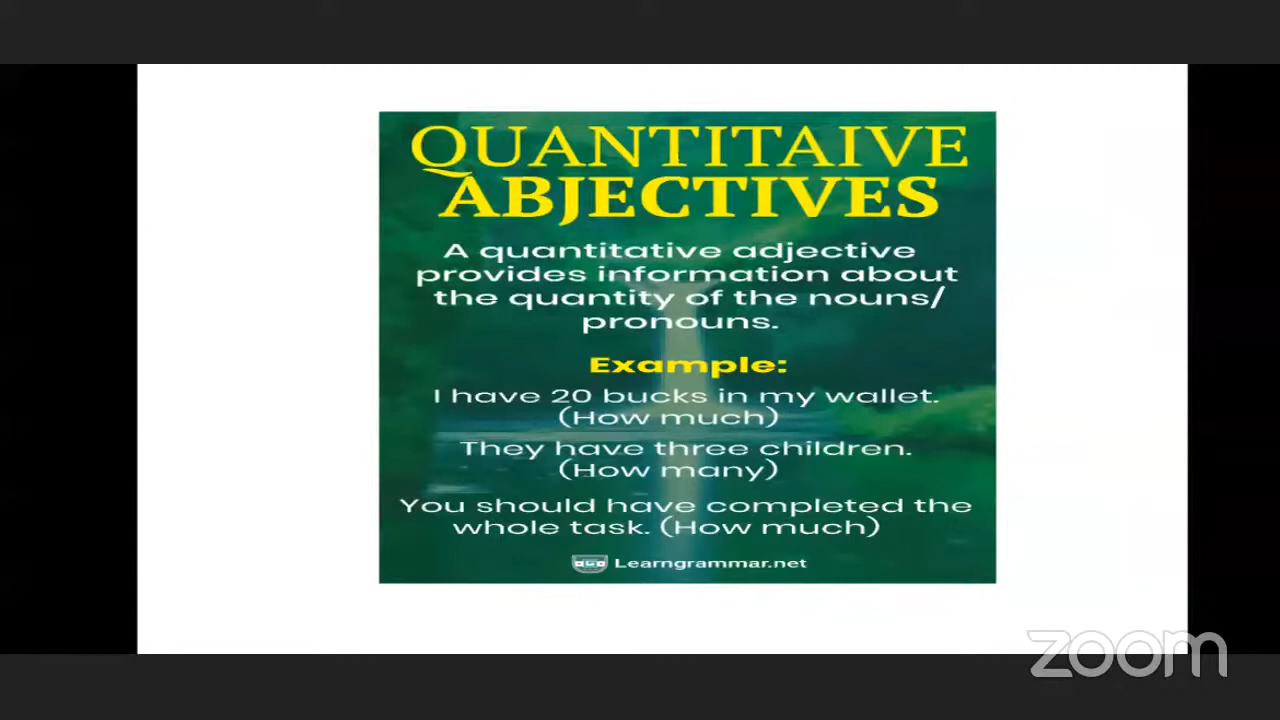 QUANTITAIVE
ABJECTIVES
A quantitative adjective
provides information about
the quantity of the nouns/
pronouns.
Example:
I have 20 bucks in my wallet.
(How much)
They have three children.
(How many)
You should have completed the
whole task. (How much)
Learngrammar.net
zoom